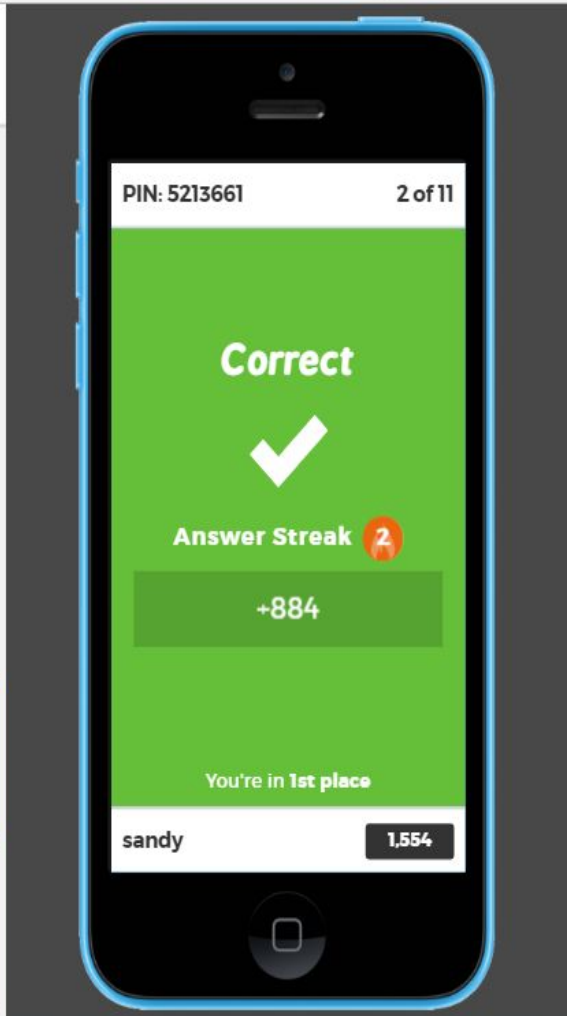 PIN: 5213661 2 of 11
Correct
Answer Streak 2
+884
You're in 1st place
sandy 1,554